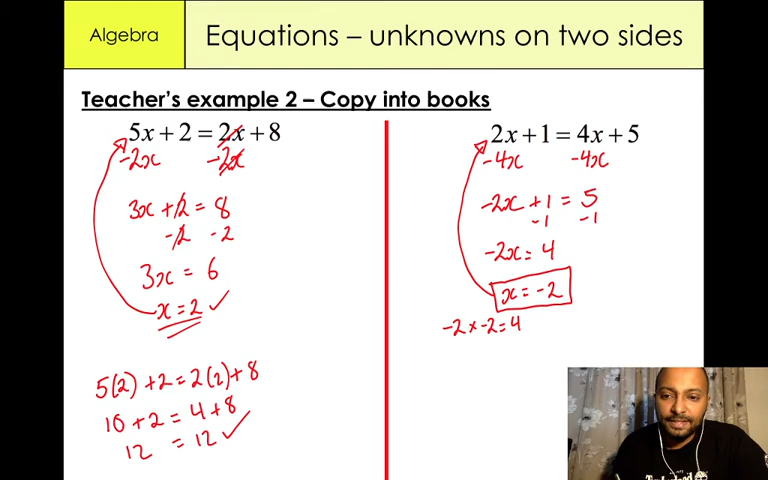 Algebra
Equations – unknowns on two sides
Teacher's example 2 – Copy into books
5x + 2 = 2x + 8
-2x -2x
3x + 2 = 8
-2 -2
3x = 6
x = 2 ✓
5(2) + 2 = 2(2) + 8
10 + 2 = 4 + 8
12 = 12 ✓
2x + 1 = 4x + 5
-4x -4x
-2x + 1 = 5
-1 -1
-2x = 4
x = -2
-2 × -2 = 4
Timberland